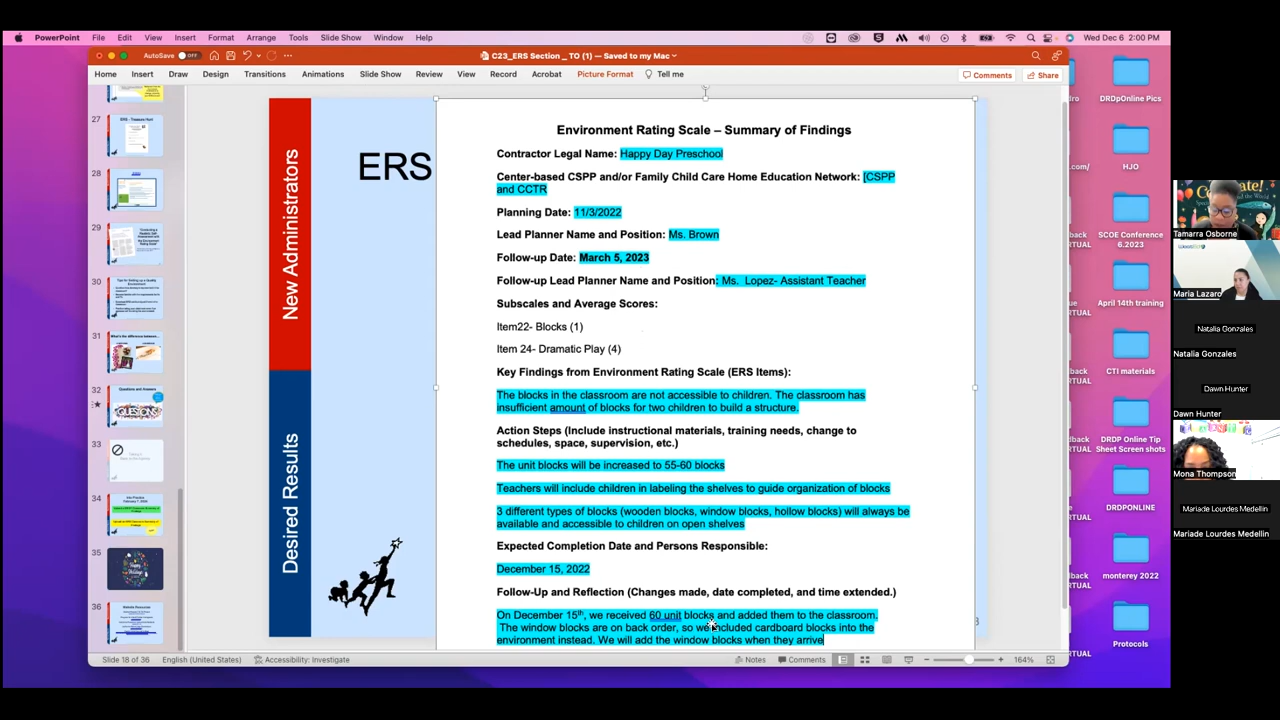 PowerPoint File Edit View Insert Format Arrange Tools Slide Show Window Help Wed Dec 6 2:00 PM
AutoSave OFF C23_ERS Section _ TO (1) — Saved to my Mac
Home Insert Draw Design Transitions Animations Slide Show Review View Record Acrobat Picture Format Tell me Comments Share
27
28
29
30
31
32
33
34
35
36
New Administrators
Desired Results
ERS
Environment Rating Scale – Summary of Findings
Contractor Legal Name: Happy Day Preschool
Center-based CSPP and/or Family Child Care Home Education Network: [CSPP
and CCTR
Planning Date: 11/3/2022
Lead Planner Name and Position: Ms. Brown
Follow-up Date: March 5, 2023
Follow-up Lead Planner Name and Position: Ms. Lopez- Assistant Teacher
Subscales and Average Scores:
Item22- Blocks (1)
Item 24- Dramatic Play (4)
Key Findings from Environment Rating Scale (ERS Items):
The blocks in the classroom are not accessible to children. The classroom has
insufficient amount of blocks for two children to build a structure.
Action Steps (Include instructional materials, training needs, change to
schedules, space, supervision, etc.)
The unit blocks will be increased to 55-60 blocks
Teachers will include children in labeling the shelves to guide organization of blocks
3 different types of blocks (wooden blocks, window blocks, hollow blocks) will always be
available and accessible to children on open shelves
Expected Completion Date and Persons Responsible:
December 15, 2022
Follow-Up and Reflection (Changes made, date completed, and time extended.)
On December 15th, we received 60 unit blocks and added them to the classroom.
The window blocks are on back order, so we included cardboard blocks into the
environment instead. We will add the window blocks when they arrive
Slide 18 of 36 English (United States) Accessibility: Investigate Notes Comments 164%
DRDpOnline Pics
HJO
SCOE Conference
6.2023
April 14th training
CTI materials
DRDP Online Tip
Sheet Screen shots
DRDPONLINE
monterey 2022
Protocols
Tamarra Osborne
Maria Lazaro
Natalia Gonzales
Natalia Gonzales
Dawn Hunter
Dawn Hunter
Mona Thompson
Mariade Lourdes Medellin
Mariade Lourdes Medellin